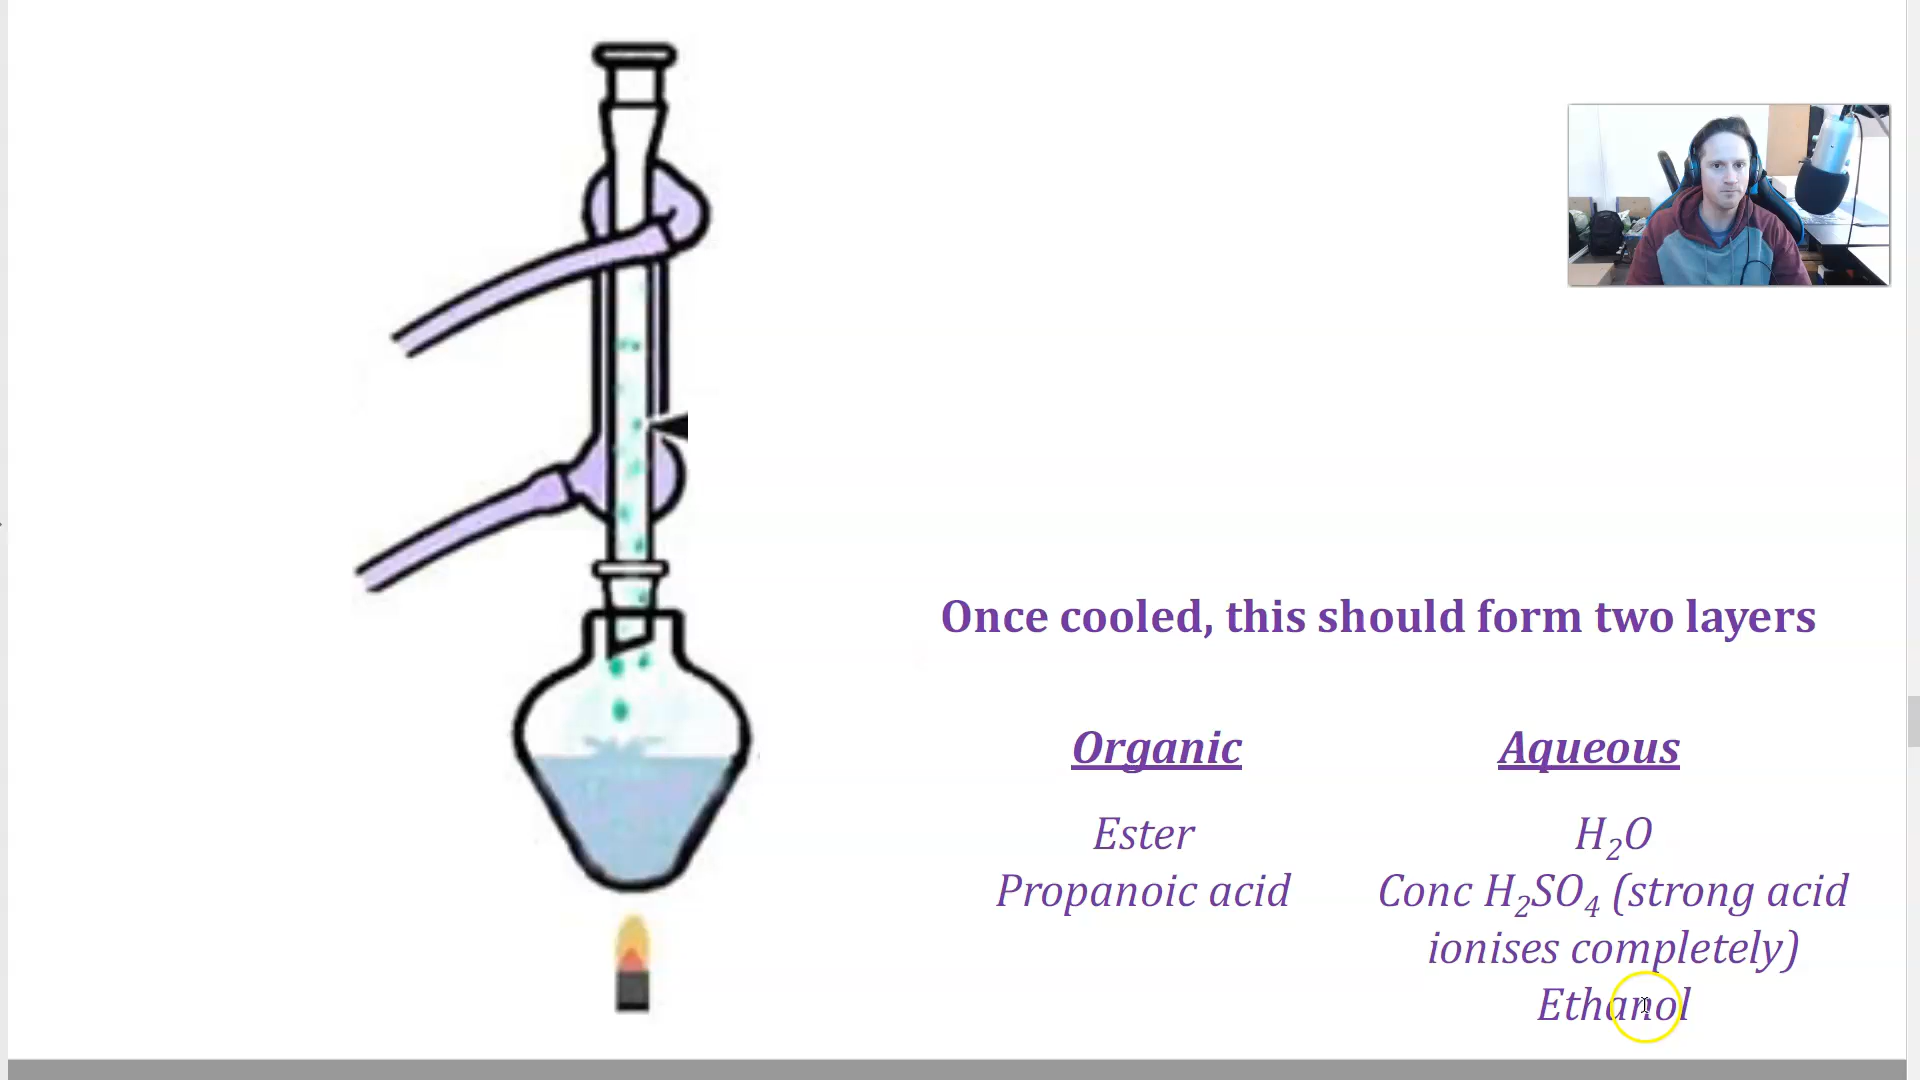 Once cooled, this should form two layers
Organic
Aqueous
Ester
H₂O
Propanoic acid
Conc H₂SO₄ (strong acid
ionises completely)
Ethanol